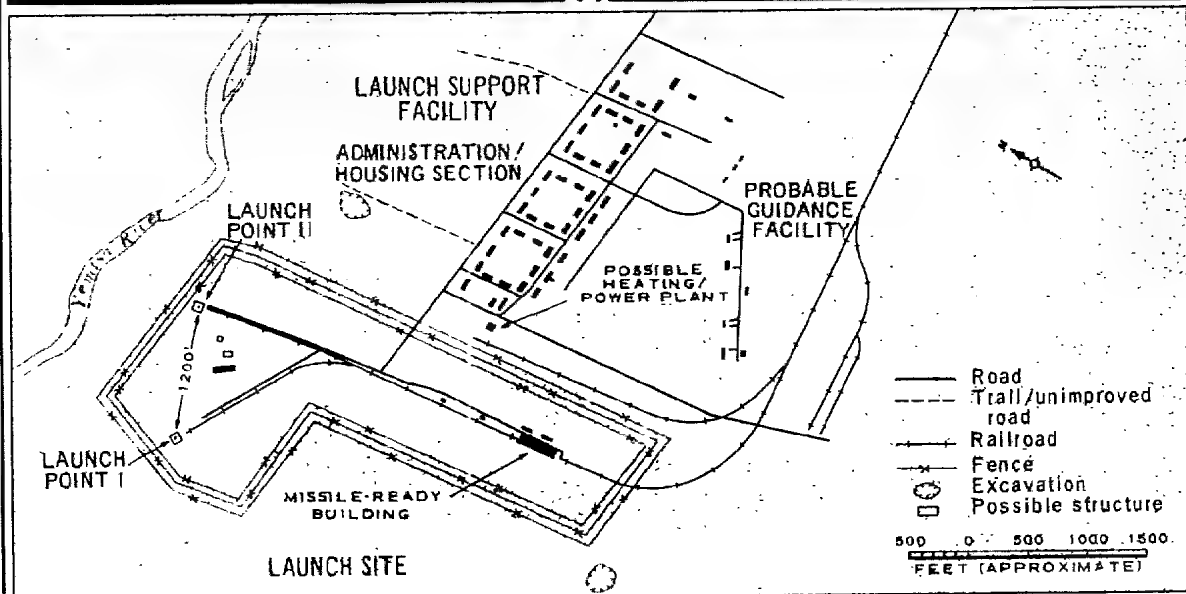 LAUNCH SUPPORT
FACILITY
ADMINISTRATION/
HOUSING SECTION
LAUNCH
POINT II
PROBABLE
GUIDANCE
FACILITY
POSSIBLE
HEATING/
POWER PLANT
River
1200'
LAUNCH
POINT I
MISSILE-READY
BUILDING
LAUNCH SITE
N
Road
Trail/unimproved
road
Railroad
Fence
Excavation
Possible structure
500 0 500 1000 1500
FEET (APPROXIMATE)